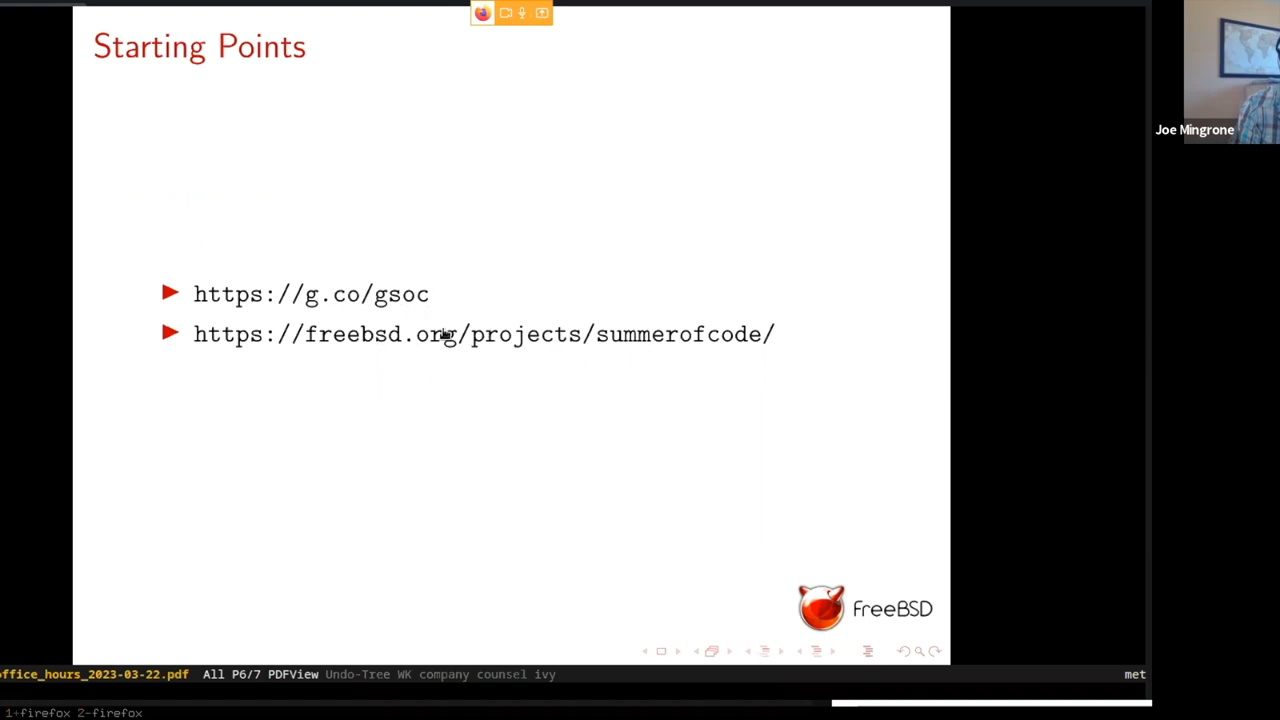 Starting Points
Joe Mingrone
https://g.co/gsoc
https://freebsd.org/projects/summerofcode/
FreeBSD
ffice_hours_2023-03-22.pdf All P6/7 PDFView Undo-Tree WK company counsel ivy met
1+firefox 2-firefox